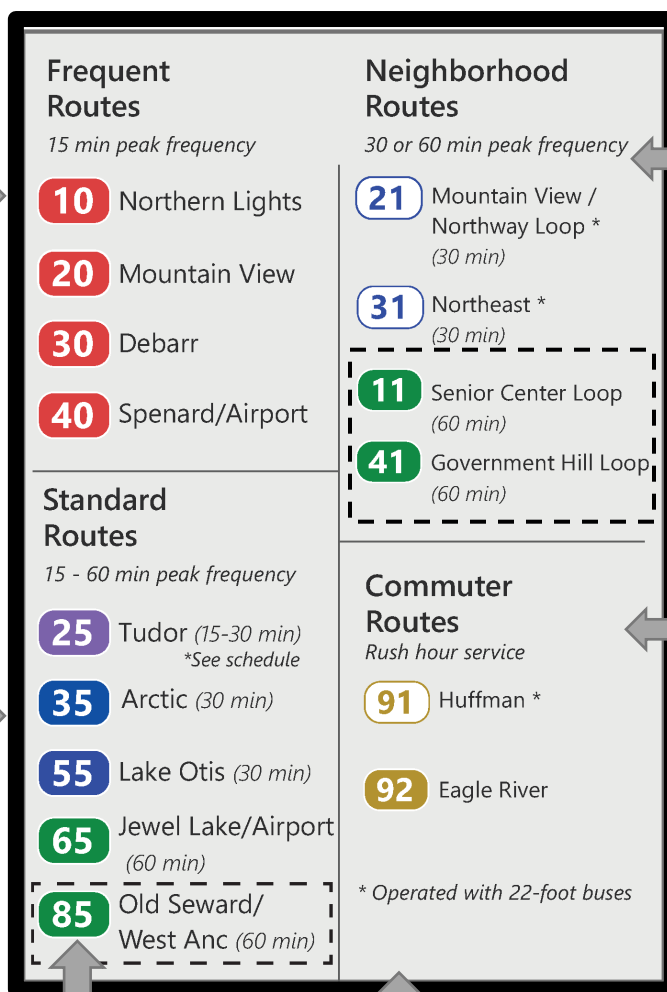 Frequent
Routes
15 min peak frequency
10 Northern Lights
20 Mountain View
30 Debarr
40 Spenard/Airport
Standard
Routes
15 - 60 min peak frequency
25 Tudor (15-30 min)
*See schedule
35 Arctic (30 min)
55 Lake Otis (30 min)
65 Jewel Lake/Airport
(60 min)
85 Old Seward/
West Anc (60 min)
Neighborhood
Routes
30 or 60 min peak frequency
21 Mountain View /
Northway Loop *
(30 min)
31 Northeast *
(30 min)
11 Senior Center Loop
(60 min)
41 Government Hill Loop
(60 min)
Commuter
Routes
Rush hour service
91 Huffman *
92 Eagle River
* Operated with 22-foot buses